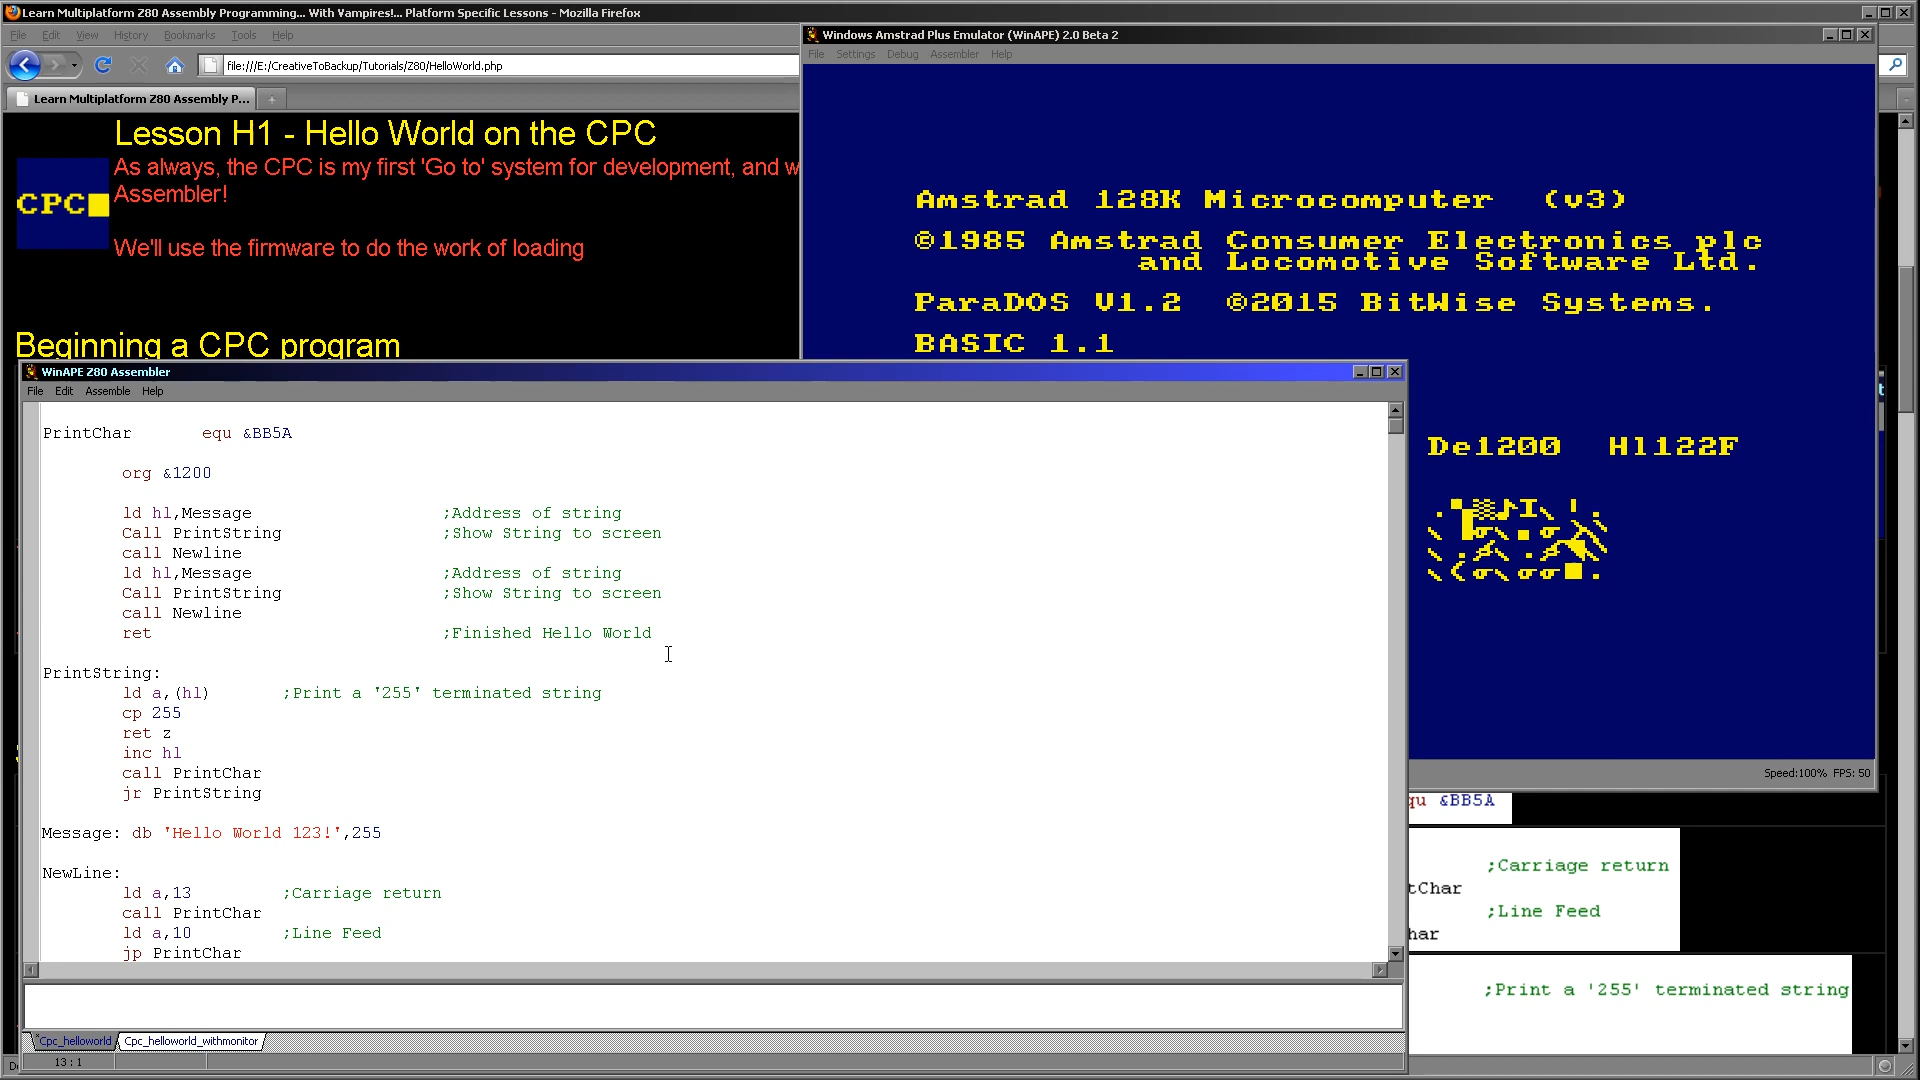 Learn Multiplatform Z80 Assembly Programming... With Vampires!... Platform Specific Lessons - Mozilla Firefox
File Edit View History Bookmarks Tools Help
file:///E:/CreativeToBackup/Tutorials/Z80/HelloWorld.php
Learn Multiplatform Z80 Assembly P...
Lesson H1 - Hello World on the CPC
CPC
As always, the CPC is my first 'Go to' system for development, and w
Assembler!
We'll use the firmware to do the work of loading
Beginning a CPC program
Windows Amstrad Plus Emulator (WinAPE) 2.0 Beta 2
File Settings Debug Assembler Help
Amstrad 128K Microcomputer (v3)
©1985 Amstrad Consumer Electronics plc
and Locomotive Software Ltd.
ParaDOS V1.2 ©2015 BitWise Systems.
BASIC 1.1
De1200 Hl122F
Speed:100% FPS: 50
WinAPE Z80 Assembler
File Edit Assemble Help
PrintChar equ &BB5A
org &1200
ld hl,Message ;Address of string
Call PrintString ;Show String to screen
call Newline
ld hl,Message ;Address of string
Call PrintString ;Show String to screen
call Newline
ret ;Finished Hello World
PrintString:
ld a,(hl) ;Print a '255' terminated string
cp 255
ret z
inc hl
call PrintChar
jr PrintString
Message: db 'Hello World 123!',255
NewLine:
ld a,13 ;Carriage return
call PrintChar
ld a,10 ;Line Feed
jp PrintChar
*Cpc_helloworld Cpc_helloworld_withmonitor
13 : 1
qu &BB5A
;Carriage return
tChar
;Line Feed
har
;Print a '255' terminated string